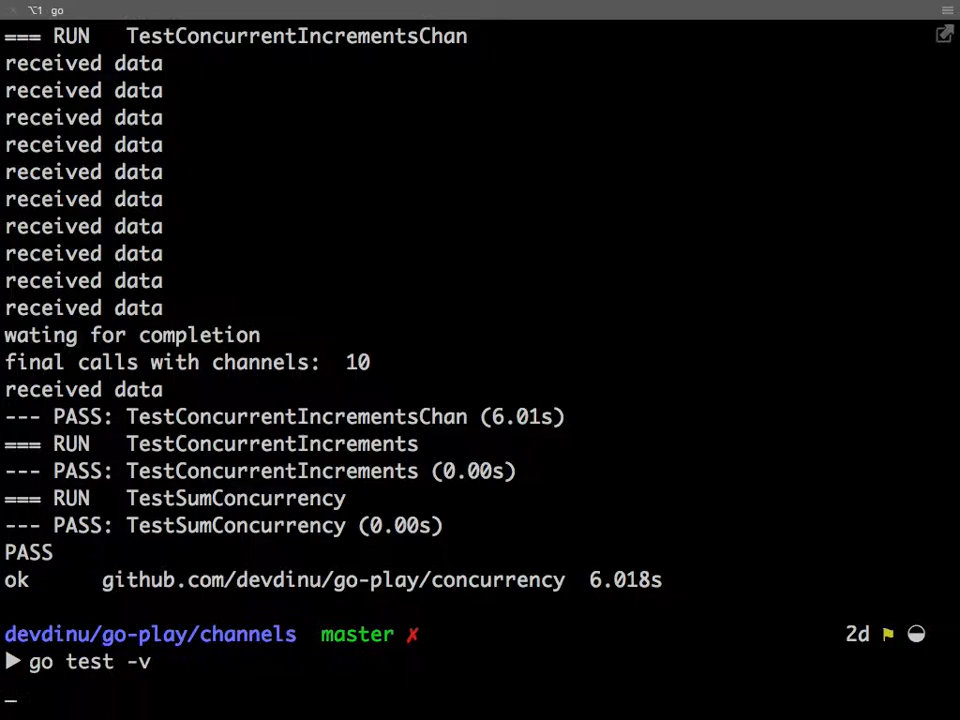 ⌥1 go
=== RUN   TestConcurrentIncrementsChan
received data
received data
received data
received data
received data
received data
received data
received data
received data
received data
wating for completion
final calls with channels:  10
received data
--- PASS: TestConcurrentIncrementsChan (6.01s)
=== RUN   TestConcurrentIncrements
--- PASS: TestConcurrentIncrements (0.00s)
=== RUN   TestSumConcurrency
--- PASS: TestSumConcurrency (0.00s)
PASS
ok      github.com/devdinu/go-play/concurrency  6.018s
devdinu/go-play/channels  master ✗ 2d
▶ go test -v